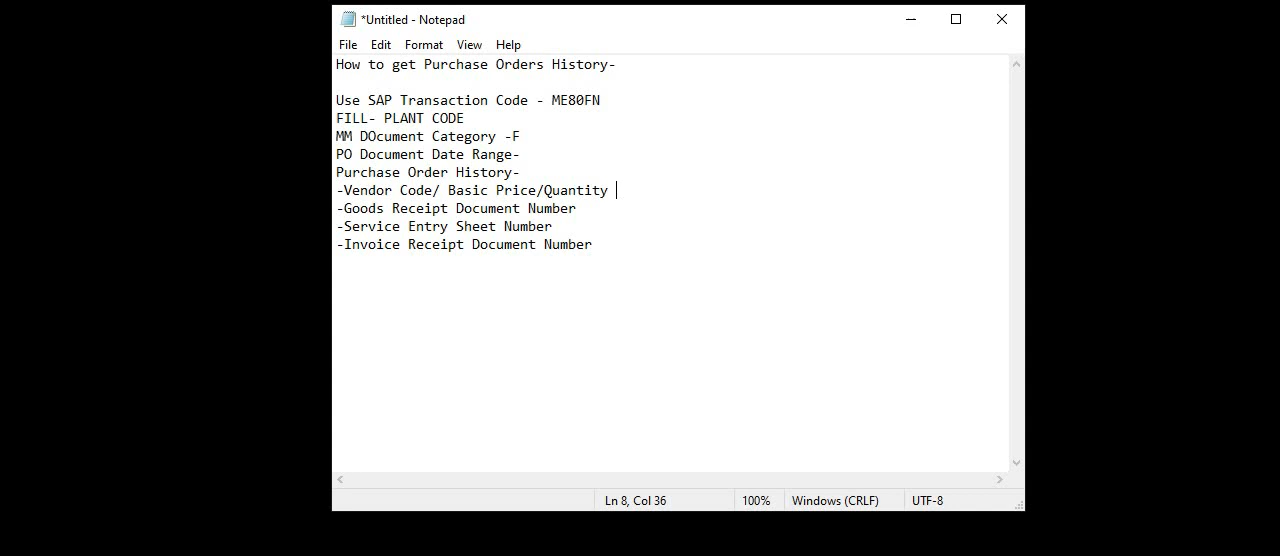 *Untitled - Notepad
File Edit Format View Help
How to get Purchase Orders History-
Use SAP Transaction Code - ME80FN
FILL- PLANT CODE
MM DOcument Category -F
PO Document Date Range-
Purchase Order History-
-Vendor Code/ Basic Price/Quantity
-Goods Receipt Document Number
-Service Entry Sheet Number
-Invoice Receipt Document Number
Ln 8, Col 36 100% Windows (CRLF) UTF-8